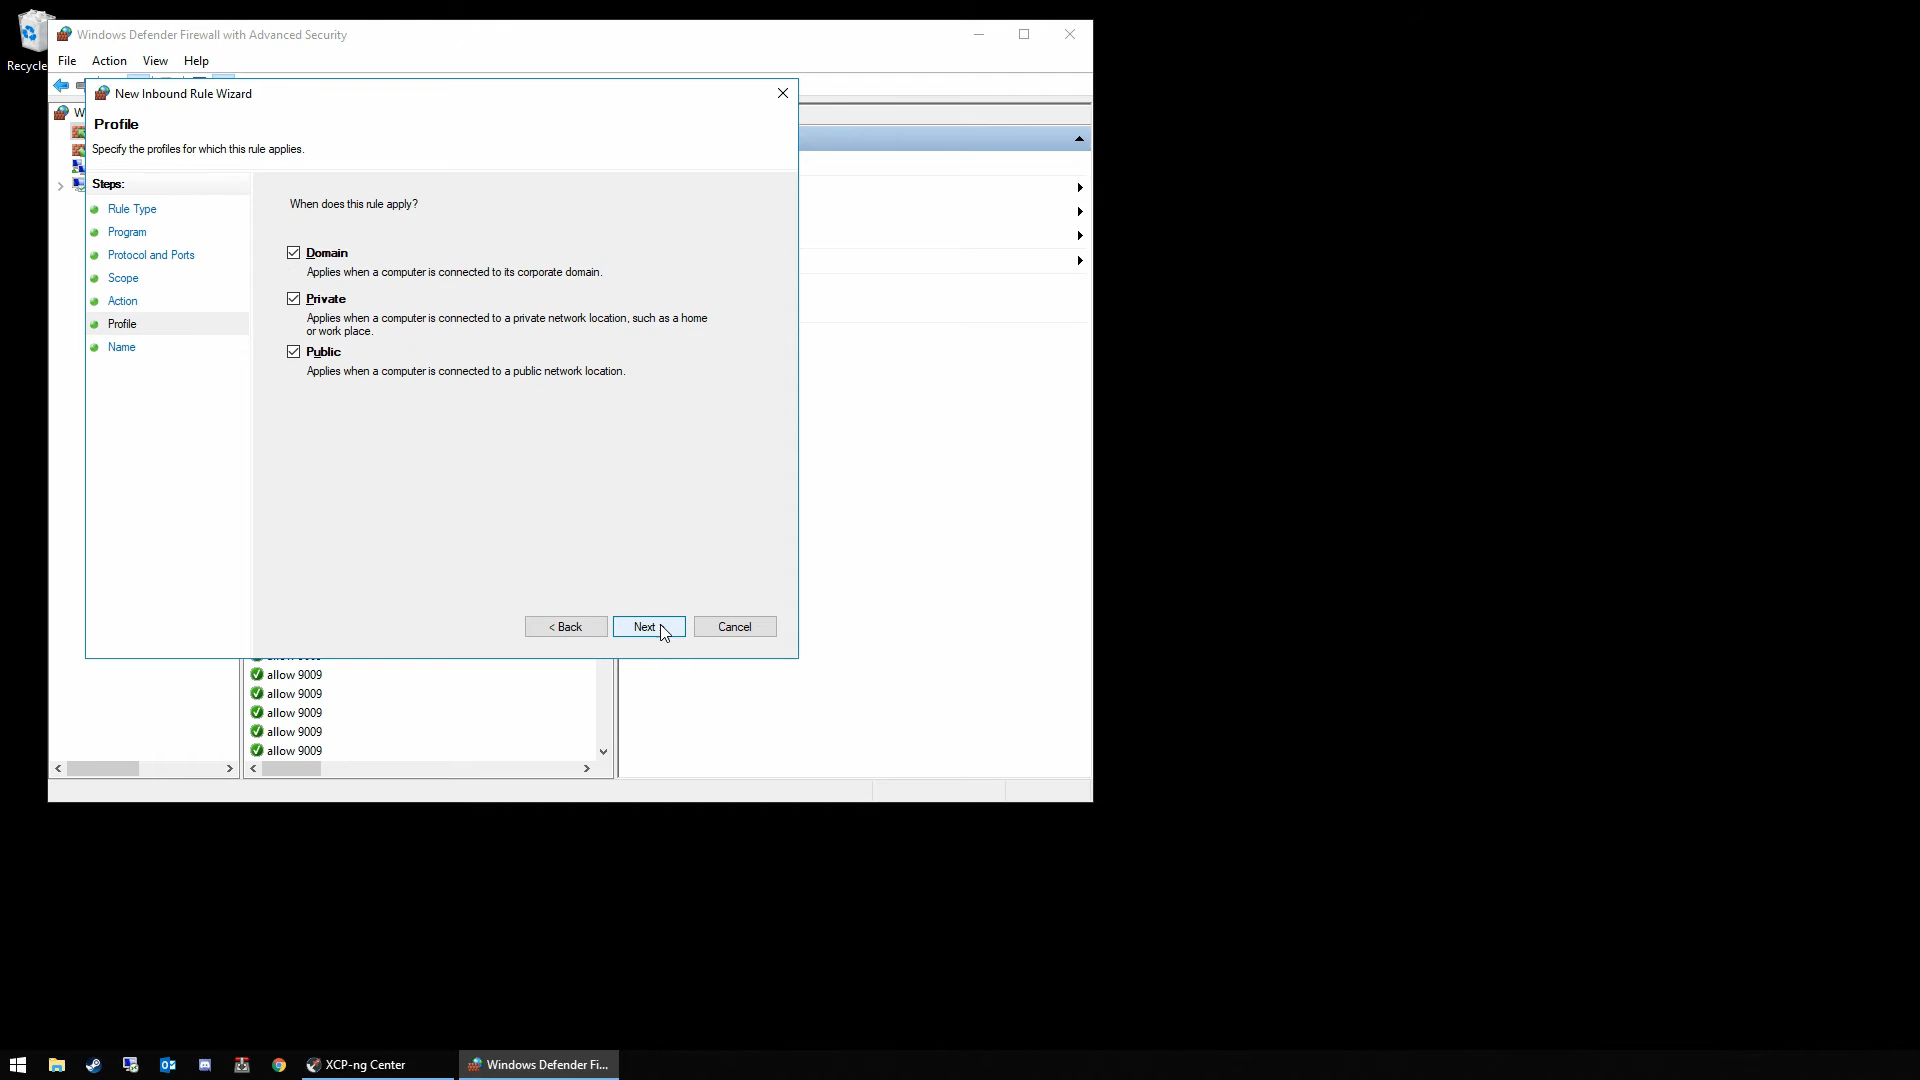 Recycle
Windows Defender Firewall with Advanced Security
File Action View Help
New Inbound Rule Wizard
Profile
Specify the profiles for which this rule applies.
Steps:
Rule Type
Program
Protocol and Ports
Scope
Action
Profile
Name
When does this rule apply?
Domain
Applies when a computer is connected to its corporate domain.
Private
Applies when a computer is connected to a private network location, such as a home
or work place.
Public
Applies when a computer is connected to a public network location.
< Back Next Cancel
allow 9009
allow 9009
allow 9009
allow 9009
allow 9009
XCP-ng Center
Windows Defender Fi...